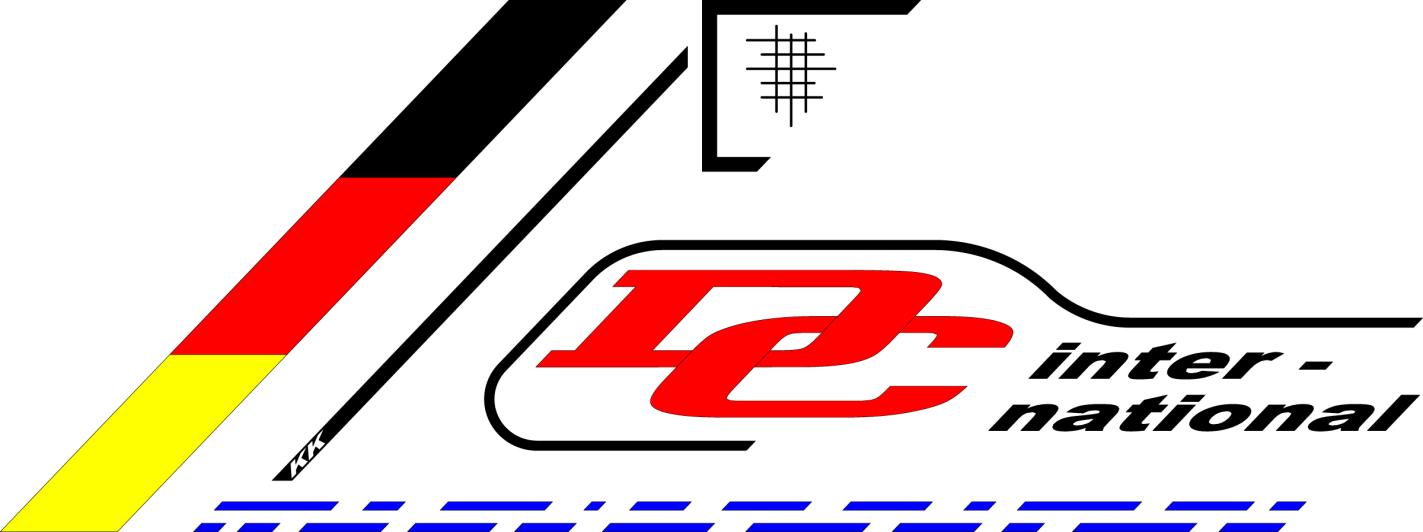 DC
inter -
national
KK